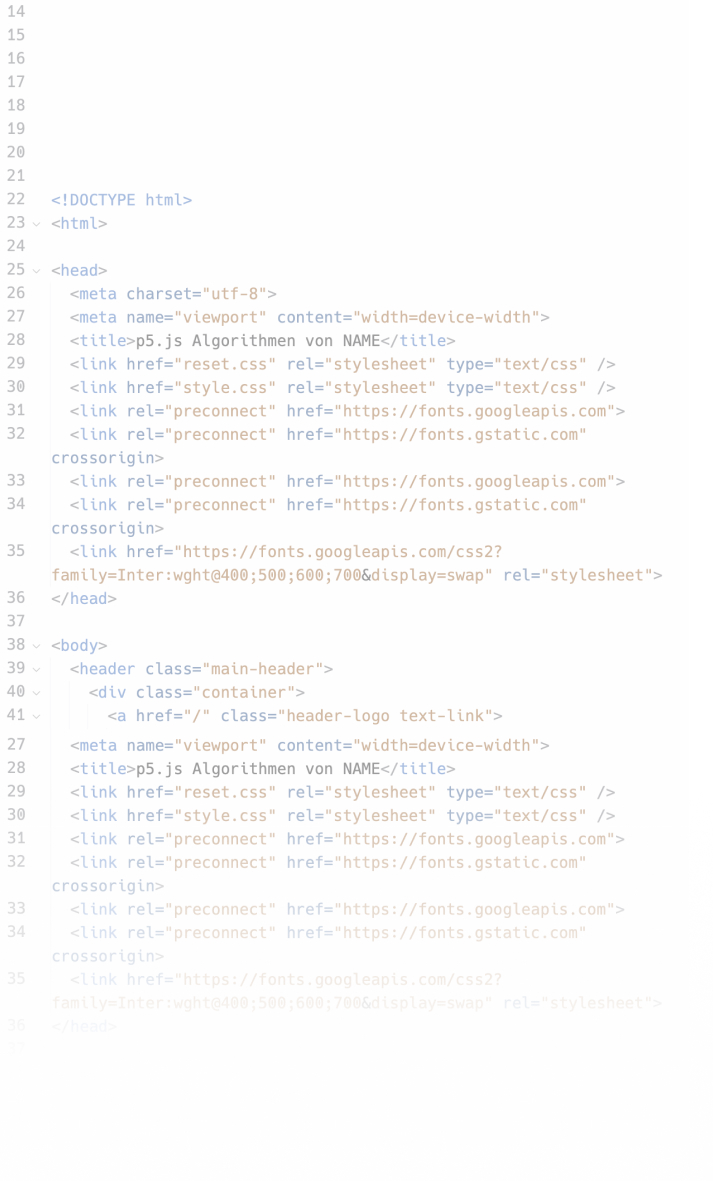 14
15
16
17
18
19
20
21
22 <!DOCTYPE html>
23 <html>
24
25 <head>
26 <meta charset="utf-8">
27 <meta name="viewport" content="width=device-width">
28 <title>p5.js Algorithmen von NAME</title>
29 <link href="reset.css" rel="stylesheet" type="text/css" />
30 <link href="style.css" rel="stylesheet" type="text/css" />
31 <link rel="preconnect" href="https://fonts.googleapis.com">
32 <link rel="preconnect" href="https://fonts.gstatic.com"
crossorigin>
33 <link rel="preconnect" href="https://fonts.googleapis.com">
34 <link rel="preconnect" href="https://fonts.gstatic.com"
crossorigin>
35 <link href="https://fonts.googleapis.com/css2?
family=Inter:wght@400;500;600;700&display=swap" rel="stylesheet">
36 </head>
37
38 <body>
39 <header class="main-header">
40 <div class="container">
41 <a href="/" class="header-logo text-link">
27 <meta name="viewport" content="width=device-width">
28 <title>p5.js Algorithmen von NAME</title>
29 <link href="reset.css" rel="stylesheet" type="text/css" />
30 <link href="style.css" rel="stylesheet" type="text/css" />
31 <link rel="preconnect" href="https://fonts.googleapis.com">
32 <link rel="preconnect" href="https://fonts.gstatic.com"
crossorigin>
33 <link rel="preconnect" href="https://fonts.googleapis.com">
34 <link rel="preconnect" href="https://fonts.gstatic.com"
crossorigin>
35 <link href="https://fonts.googleapis.com/css2?
family=Inter:wght@400;500;600;700&display=swap" rel="stylesheet">
36 </head>
37